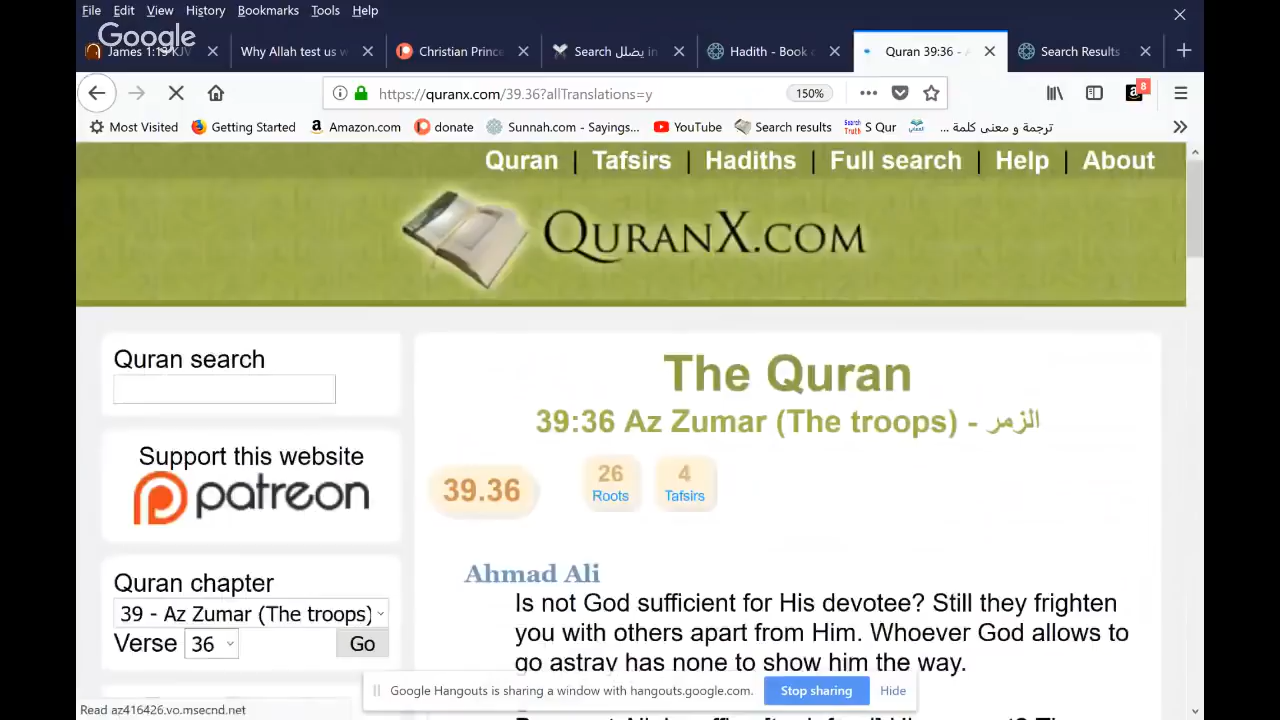 File Edit View History Bookmarks Tools Help
Google
James 1:13 KJV
Why Allah test us w
Christian Prince
Search يضلل in
Hadith - Book o
Quran 39:36 - A
Search Results
https://quranx.com/39.36?allTranslations=y
150%
8
Most Visited Getting Started Amazon.com donate Sunnah.com - Sayings... YouTube Search results S Qur ترجمة و معنى كلمة ...
Quran | Tafsirs | Hadiths | Full search | Help | About
QuranX.com
Quran search
Support this website
patreon
Quran chapter
39 - Az Zumar (The troops)
Verse 36 Go
The Quran
39:36 Az Zumar (The troops) - الزمر
39.36
26
Roots
4
Tafsirs
Ahmad Ali
Is not God sufficient for His devotee? Still they frighten
you with others apart from Him. Whoever God allows to
go astray has none to show him the way.
Google Hangouts is sharing a window with hangouts.google.com. Stop sharing Hide
Read az416426.vo.msecnd.net